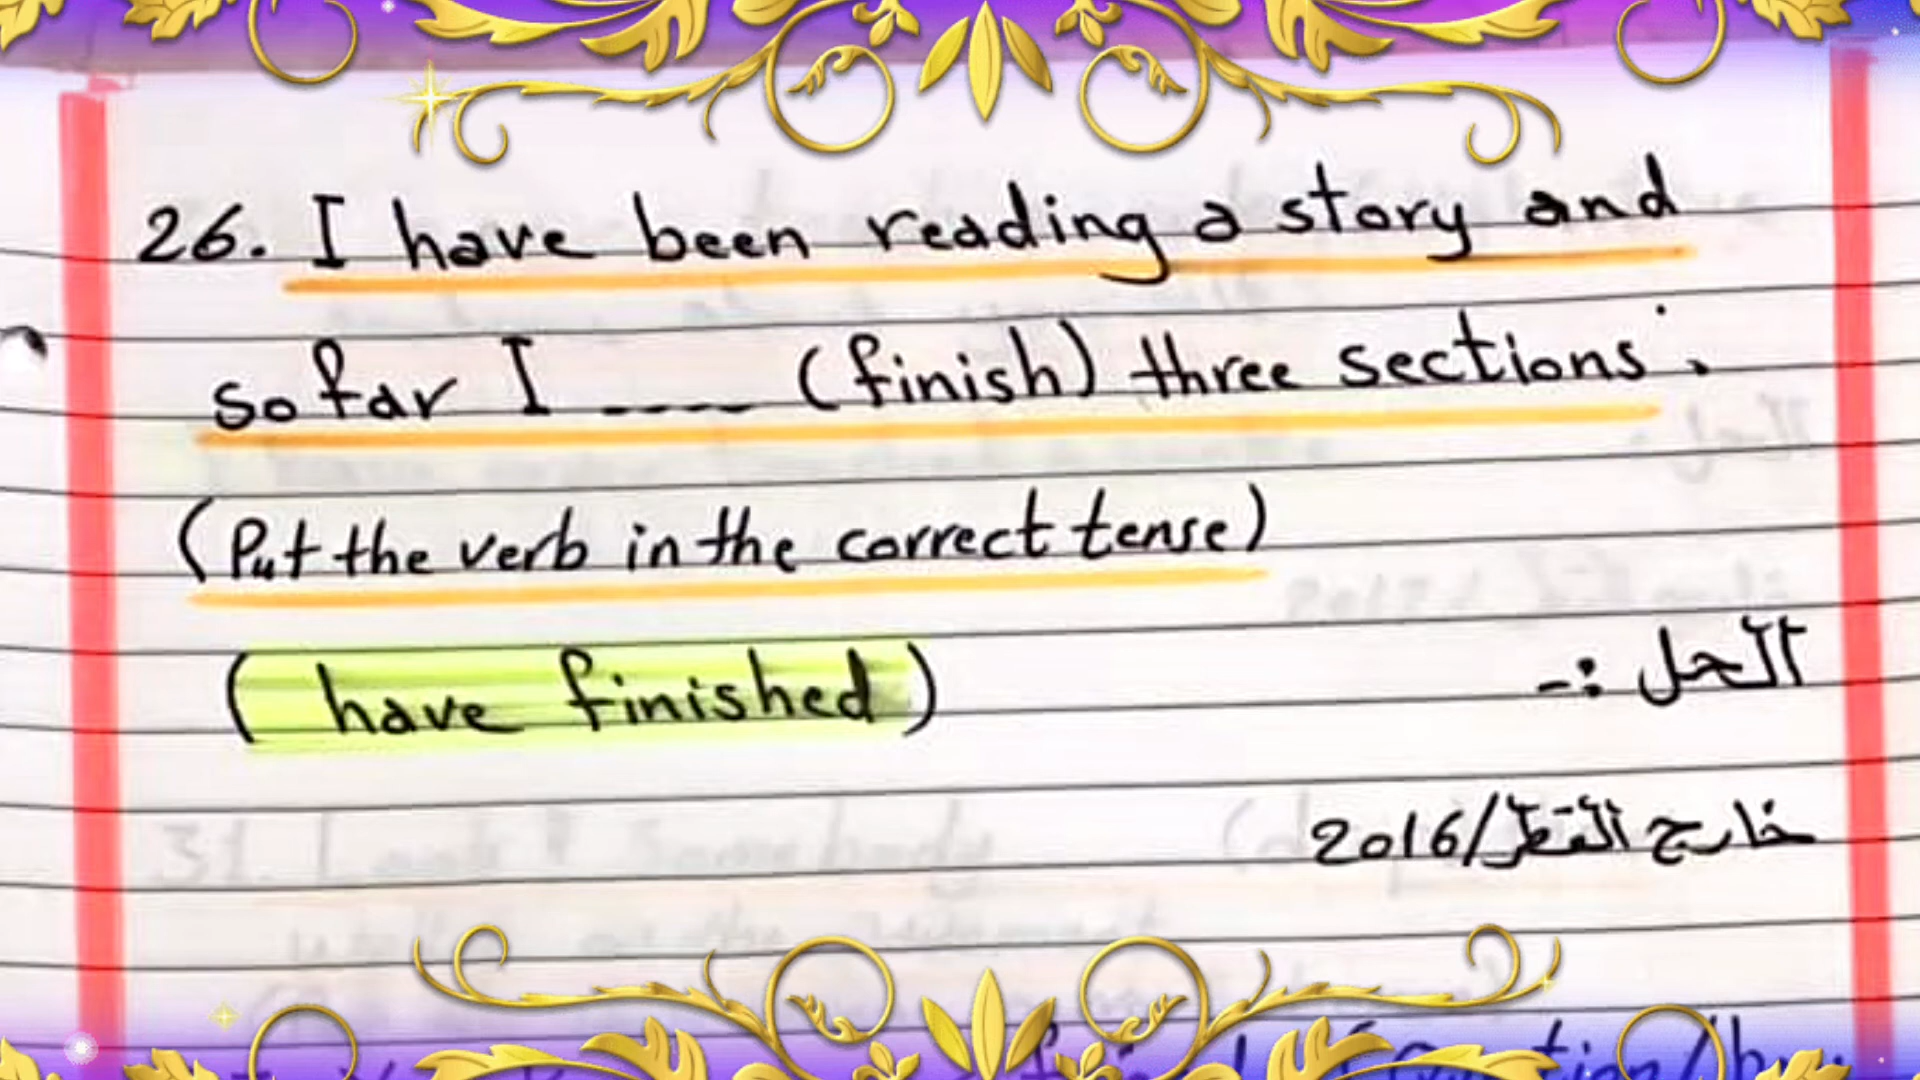 26. I have been reading a story and
so far I ---- (finish) three sections.
(Put the verb in the correct tense)
الحل :-
( have finished )
خارج القطر/2016